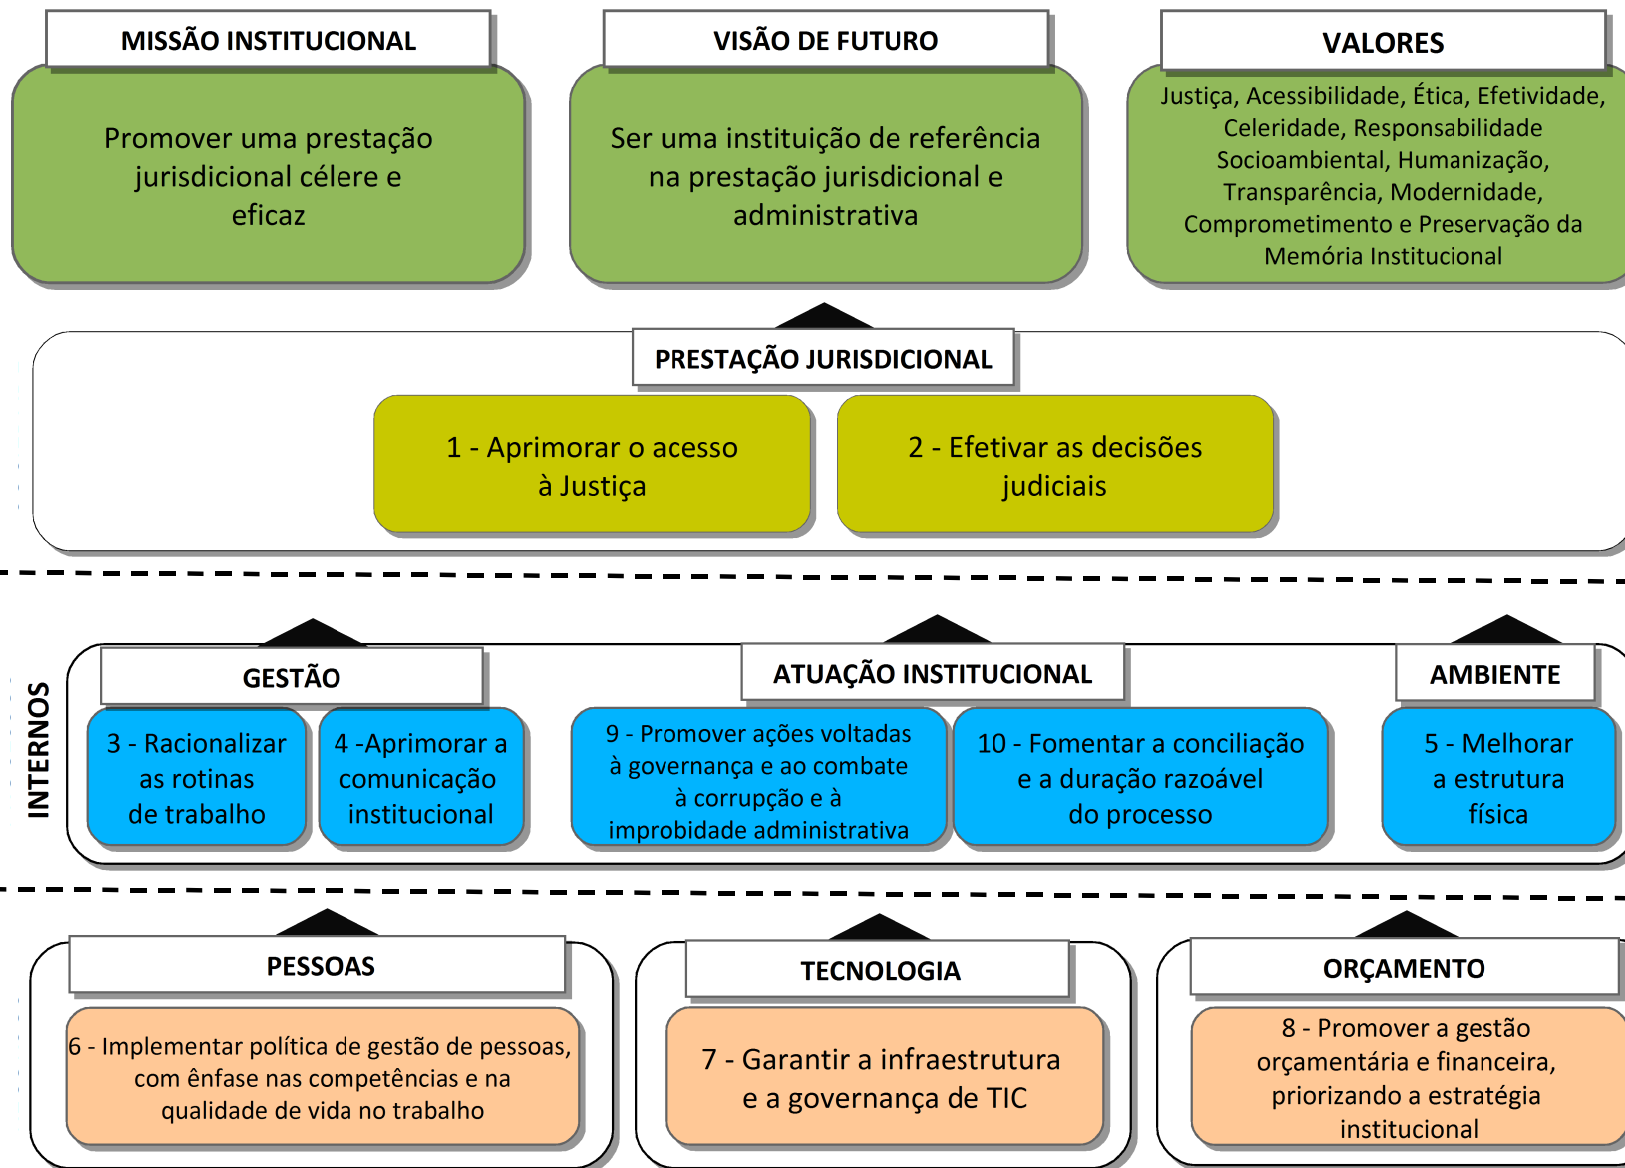 MISSÃO INSTITUCIONAL
Promover uma prestação
jurisdicional célere e
eficaz
VISÃO DE FUTURO
Ser uma instituição de referência
na prestação jurisdicional e
administrativa
VALORES
Justiça, Acessibilidade, Ética, Efetividade,
Celeridade, Responsabilidade
Socioambiental, Humanização,
Transparência, Modernidade,
Comprometimento e Preservação da
Memória Institucional
PRESTAÇÃO JURISDICIONAL
1 - Aprimorar o acesso
à Justiça
2 - Efetivar as decisões
judiciais
INTERNOS
GESTÃO
3 - Racionalizar
as rotinas
de trabalho
4 -Aprimorar a
comunicação
institucional
ATUAÇÃO INSTITUCIONAL
9 - Promover ações voltadas
à governança e ao combate
à corrupção e à
improbidade administrativa
10 - Fomentar a conciliação
e a duração razoável
do processo
AMBIENTE
5 - Melhorar
a estrutura
física
PESSOAS
6 - Implementar política de gestão de pessoas,
com ênfase nas competências e na
qualidade de vida no trabalho
TECNOLOGIA
7 - Garantir a infraestrutura
e a governança de TIC
ORÇAMENTO
8 - Promover a gestão
orçamentária e financeira,
priorizando a estratégia
institucional